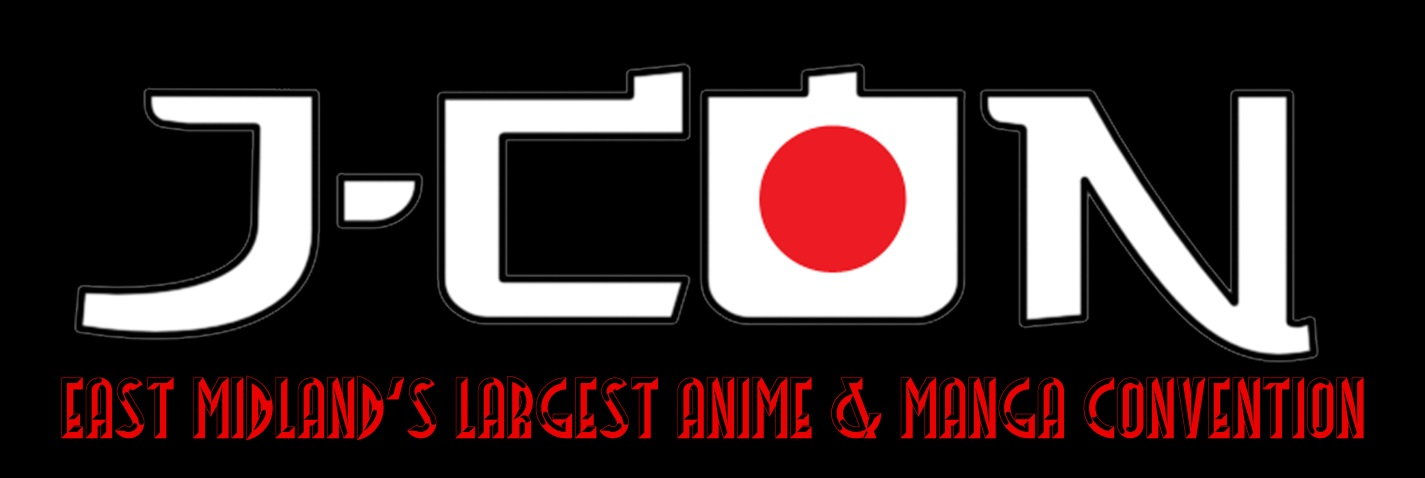 J-CON
EAST MIDLAND'S LARGEST ANIME & MANGA CONVENTION